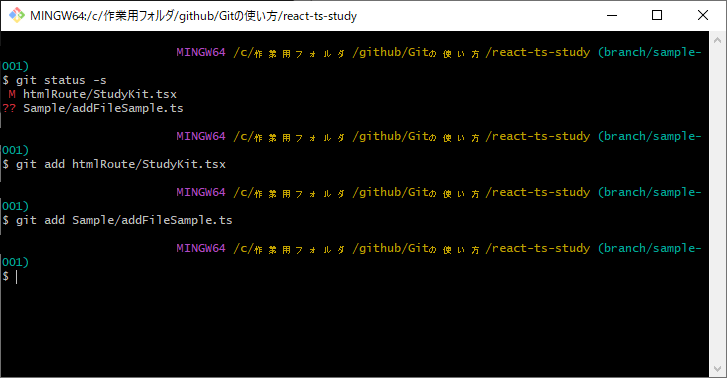 MINGW64:/c/作業用フォルダ/github/Gitの使い方/react-ts-study
MINGW64 /c/作業用フォルダ/github/Gitの使い方/react-ts-study (branch/sample-
001)
$ git status -s
 M htmlRoute/StudyKit.tsx
?? Sample/addFileSample.ts
MINGW64 /c/作業用フォルダ/github/Gitの使い方/react-ts-study (branch/sample-
001)
$ git add htmlRoute/StudyKit.tsx
MINGW64 /c/作業用フォルダ/github/Gitの使い方/react-ts-study (branch/sample-
001)
$ git add Sample/addFileSample.ts
MINGW64 /c/作業用フォルダ/github/Gitの使い方/react-ts-study (branch/sample-
001)
$